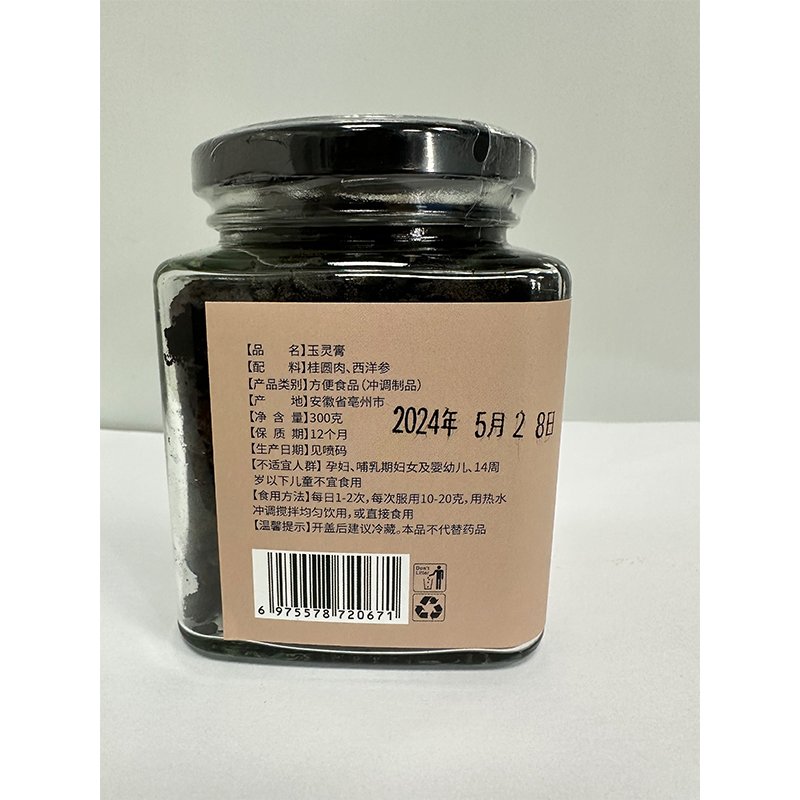 【品 名】玉灵膏
【配 料】桂圆肉、西洋参
【产品类别】方便食品(冲调制品)
【产 地】安徽省亳州市
【净 含 量】300克
【保 质 期】12个月
2024年 5月 2 8日
【生产日期】见喷码
【不适宜人群】孕妇、哺乳期妇女及婴幼儿、14周
岁以下儿童不宜食用
【食用方法】每日1-2次，每次服用10-20克，用热水
冲调搅拌均匀饮用，或直接食用
【温馨提示】开盖后建议冷藏。本品不代替药品
Don't
Litter
6 975578 720671